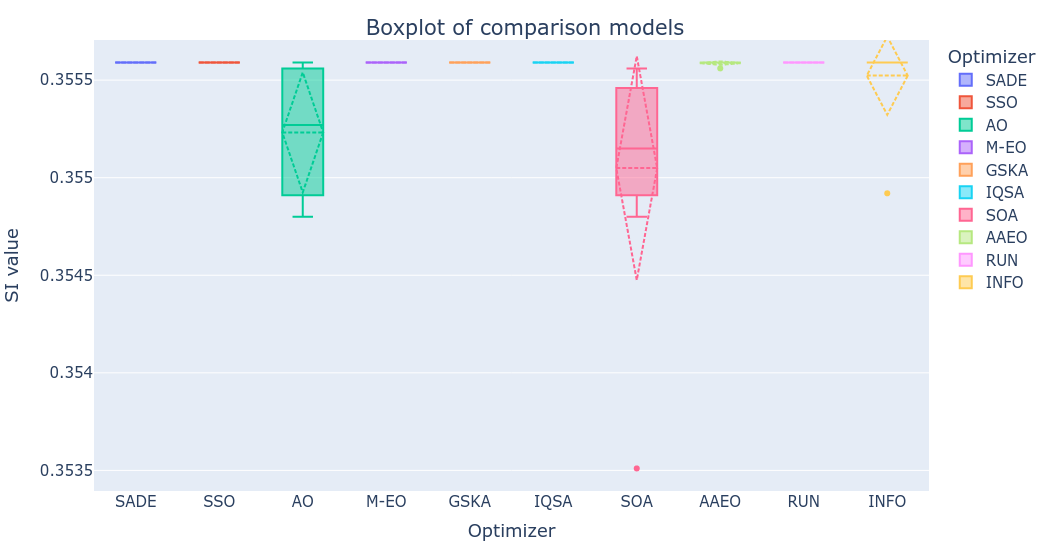 Boxplot of comparison models
SI value
0.3555
0.355
0.3545
0.354
0.3535
SADE
SSO
AO
M-EO
GSKA
IQSA
SOA
AAEO
RUN
INFO
Optimizer
Optimizer
SADE
SSO
AO
M-EO
GSKA
IQSA
SOA
AAEO
RUN
INFO